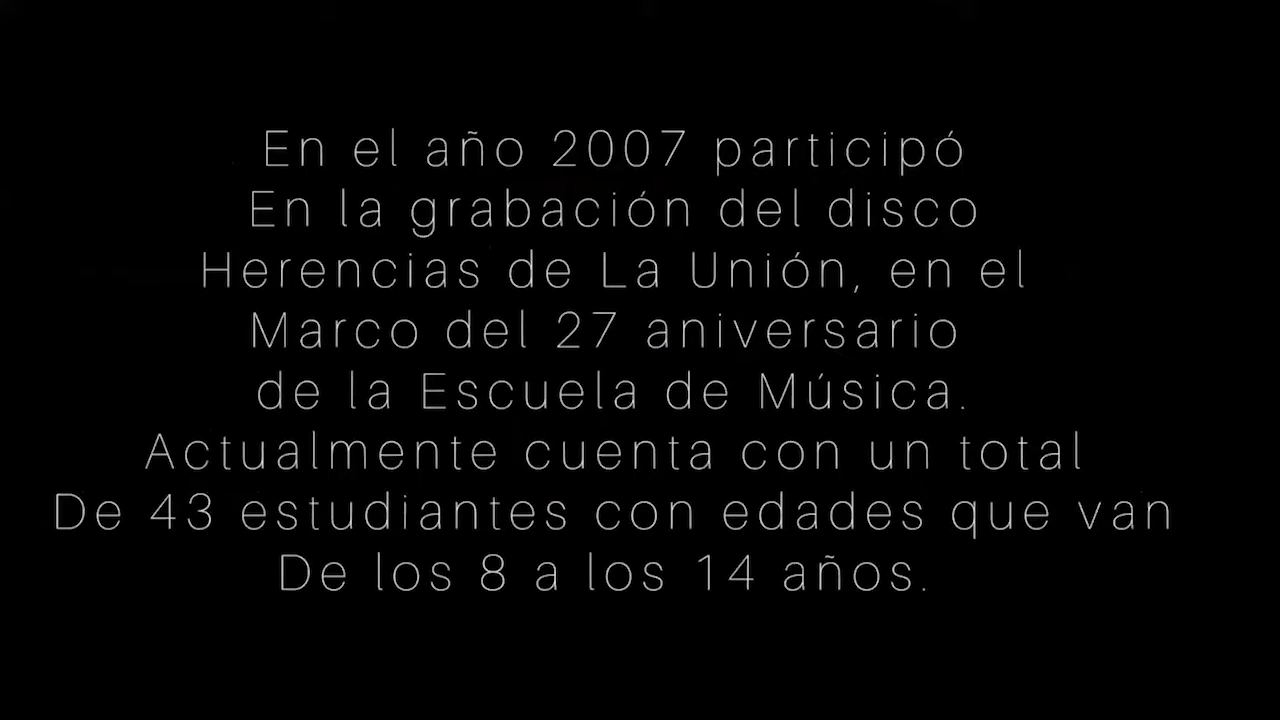 En el año 2007 participó
En la grabación del disco
Herencias de La Unión, en el
Marco del 27 aniversario
de la Escuela de Música.
Actualmente cuenta con un total
De 43 estudiantes con edades que van
De los 8 a los 14 años.